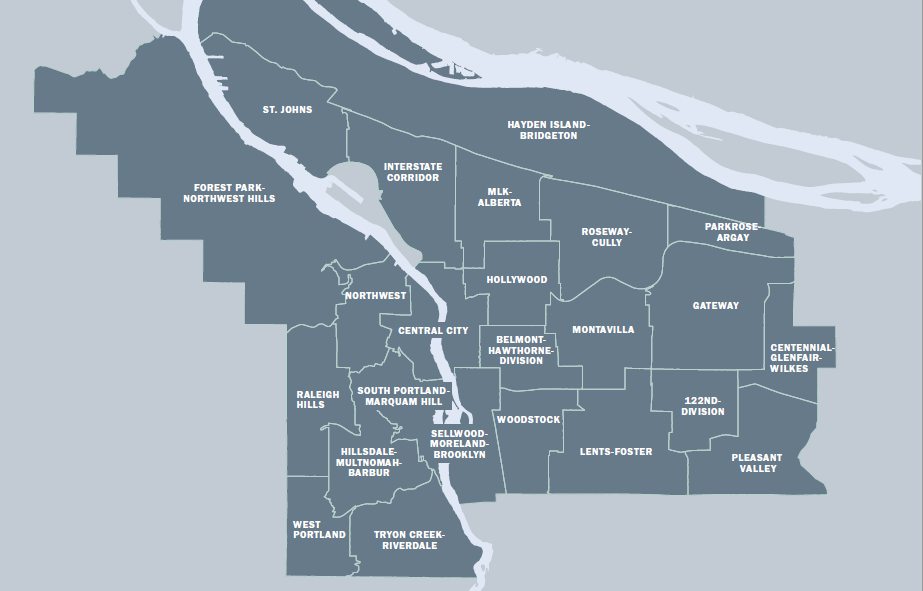 ST. JOHNS
HAYDEN ISLAND-
BRIDGETON
INTERSTATE
CORRIDOR
FOREST PARK-
NORTHWEST HILLS
MLK-
ALBERTA
ROSEWAY-
CULLY
PARKROSE-
ARGAY
HOLLYWOOD
NORTHWEST
GATEWAY
CENTRAL CITY
MONTAVILLA
BELMONT-
HAWTHORNE-
DIVISION
CENTENNIAL-
GLENFAIR-
WILKES
RALEIGH
HILLS
SOUTH PORTLAND-
MARQUAM HILL
122ND-
DIVISION
WOODSTOCK
SELLWOOD-
MORELAND-
BROOKLYN
HILLSDALE-
MULTNOMAH-
BARBUR
LENTS-FOSTER
PLEASANT
VALLEY
WEST
PORTLAND
TRYON CREEK-
RIVERDALE